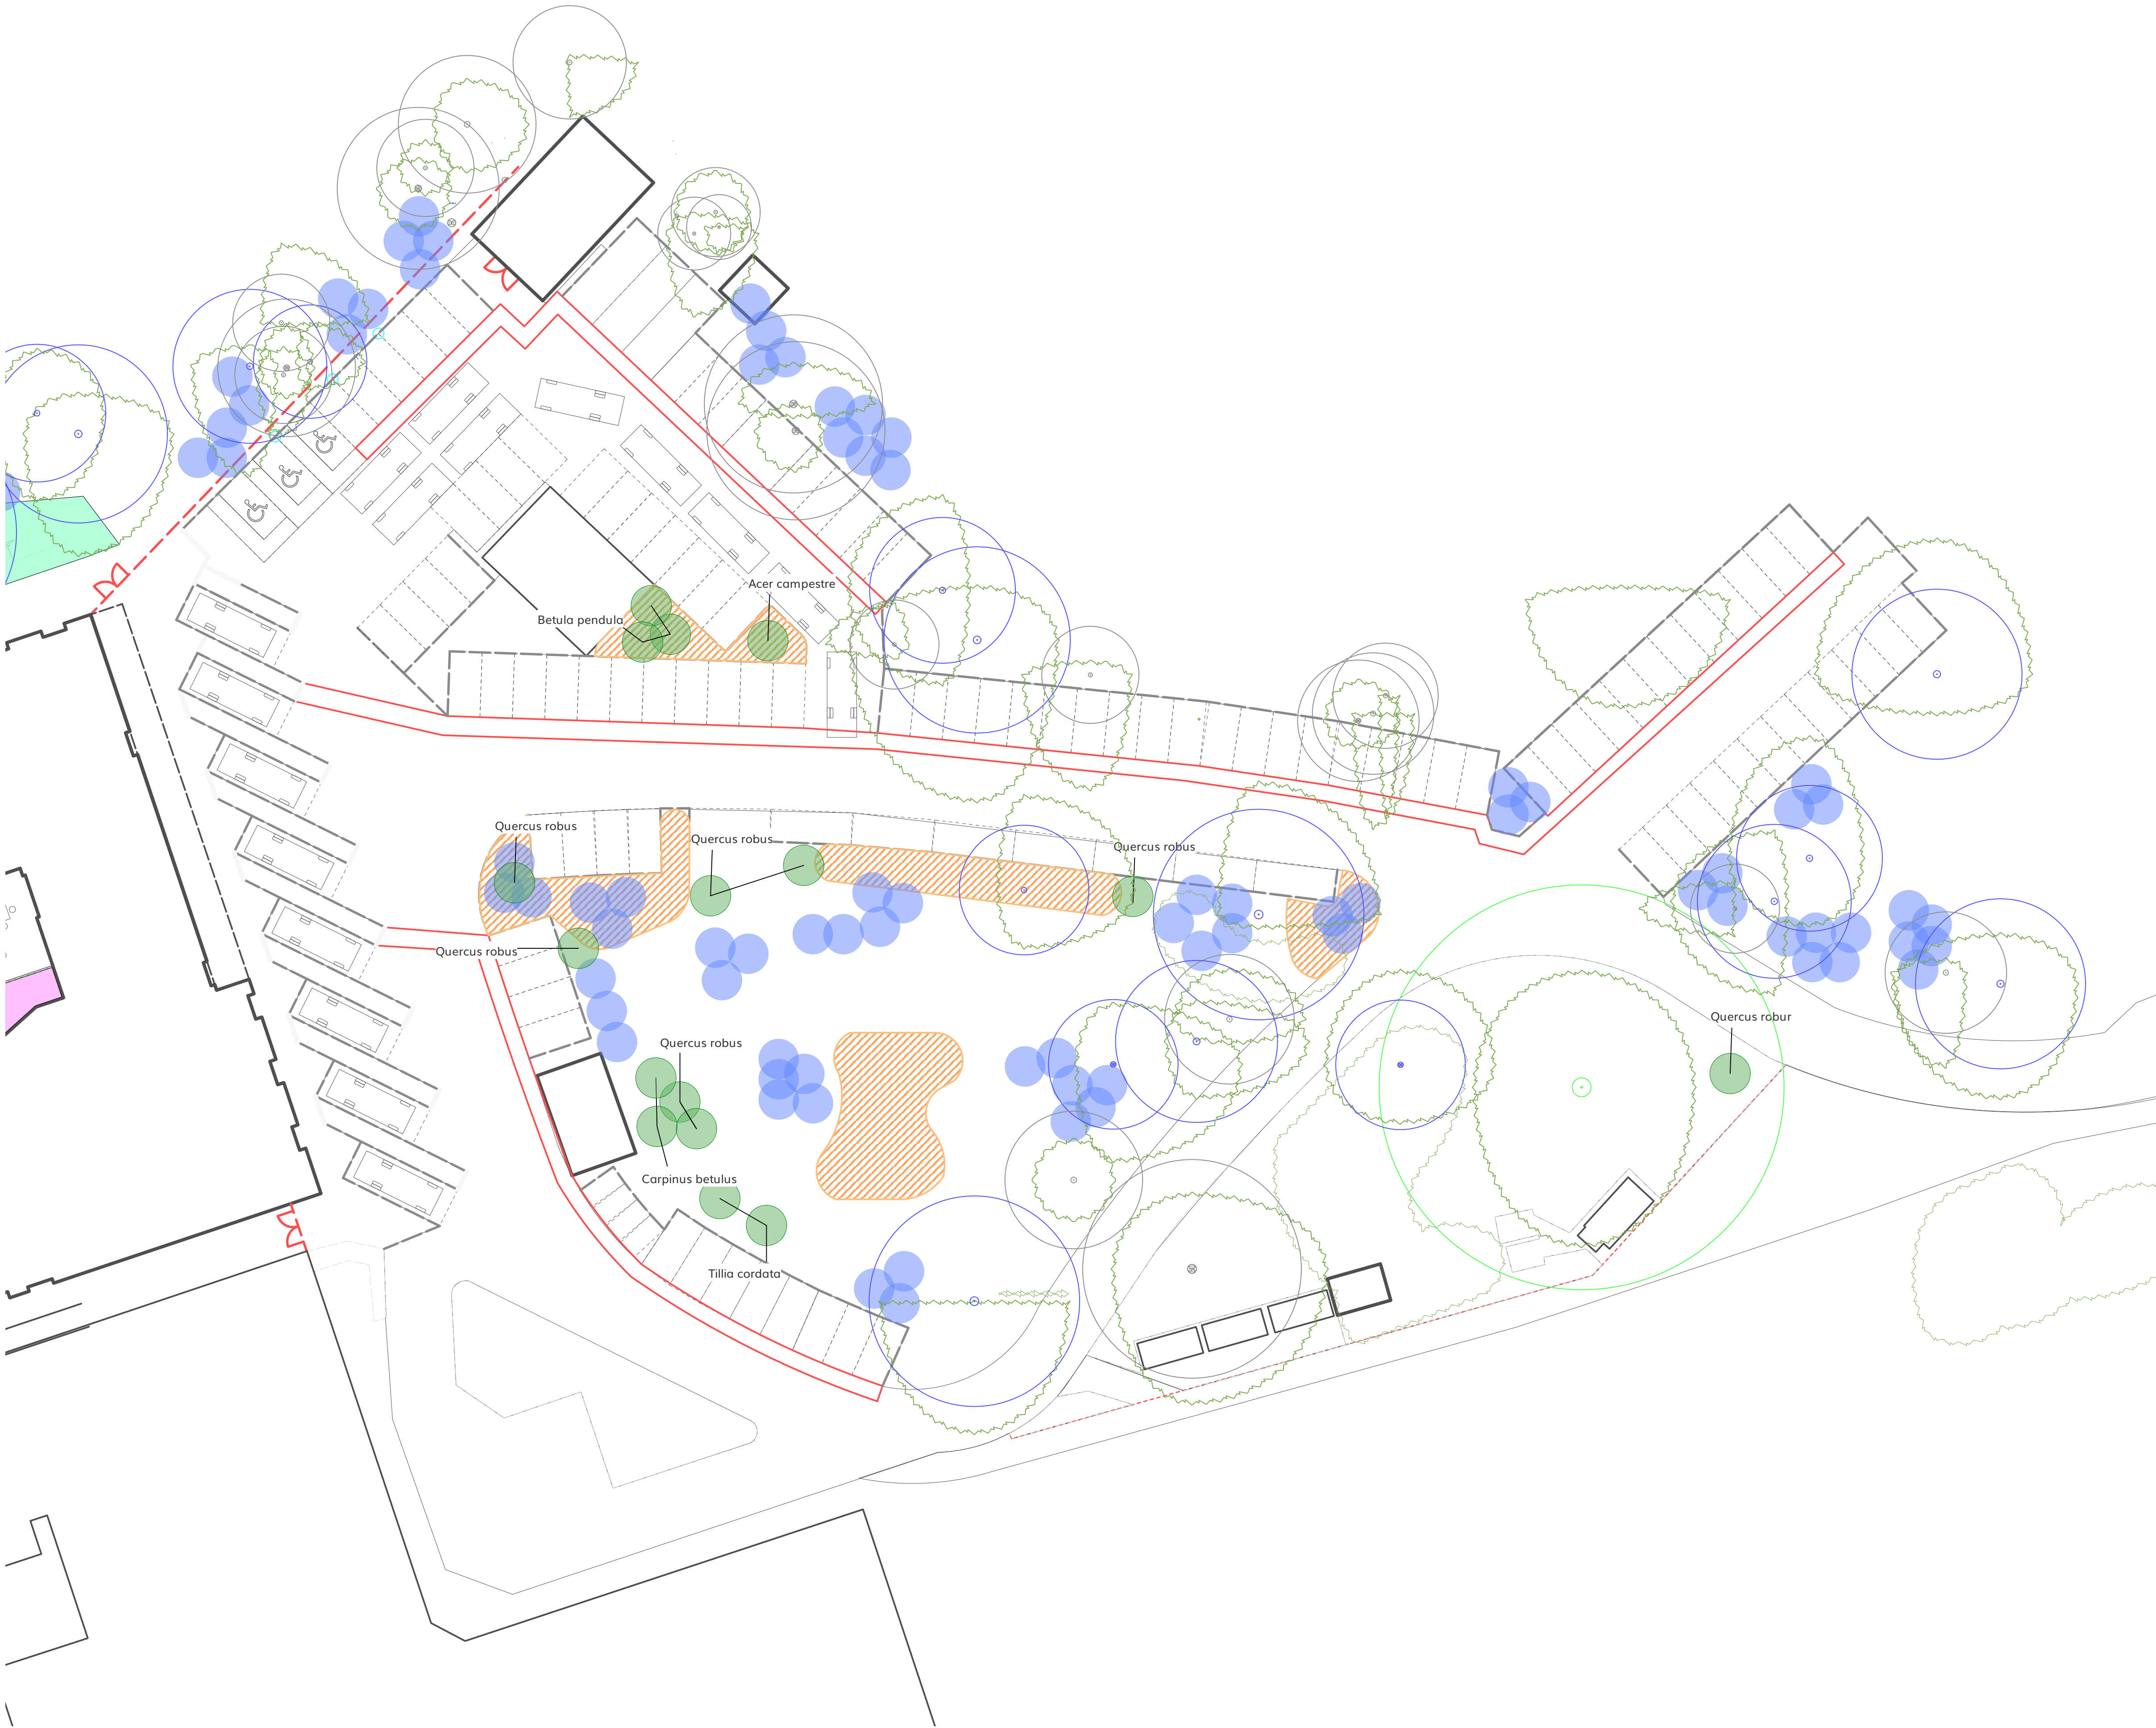 Acer campestre
Betula pendula
Quercus robus
Quercus robus
Quercus robus
Quercus robus
Quercus robur
Quercus robus
Carpinus betulus
Tillia cordata